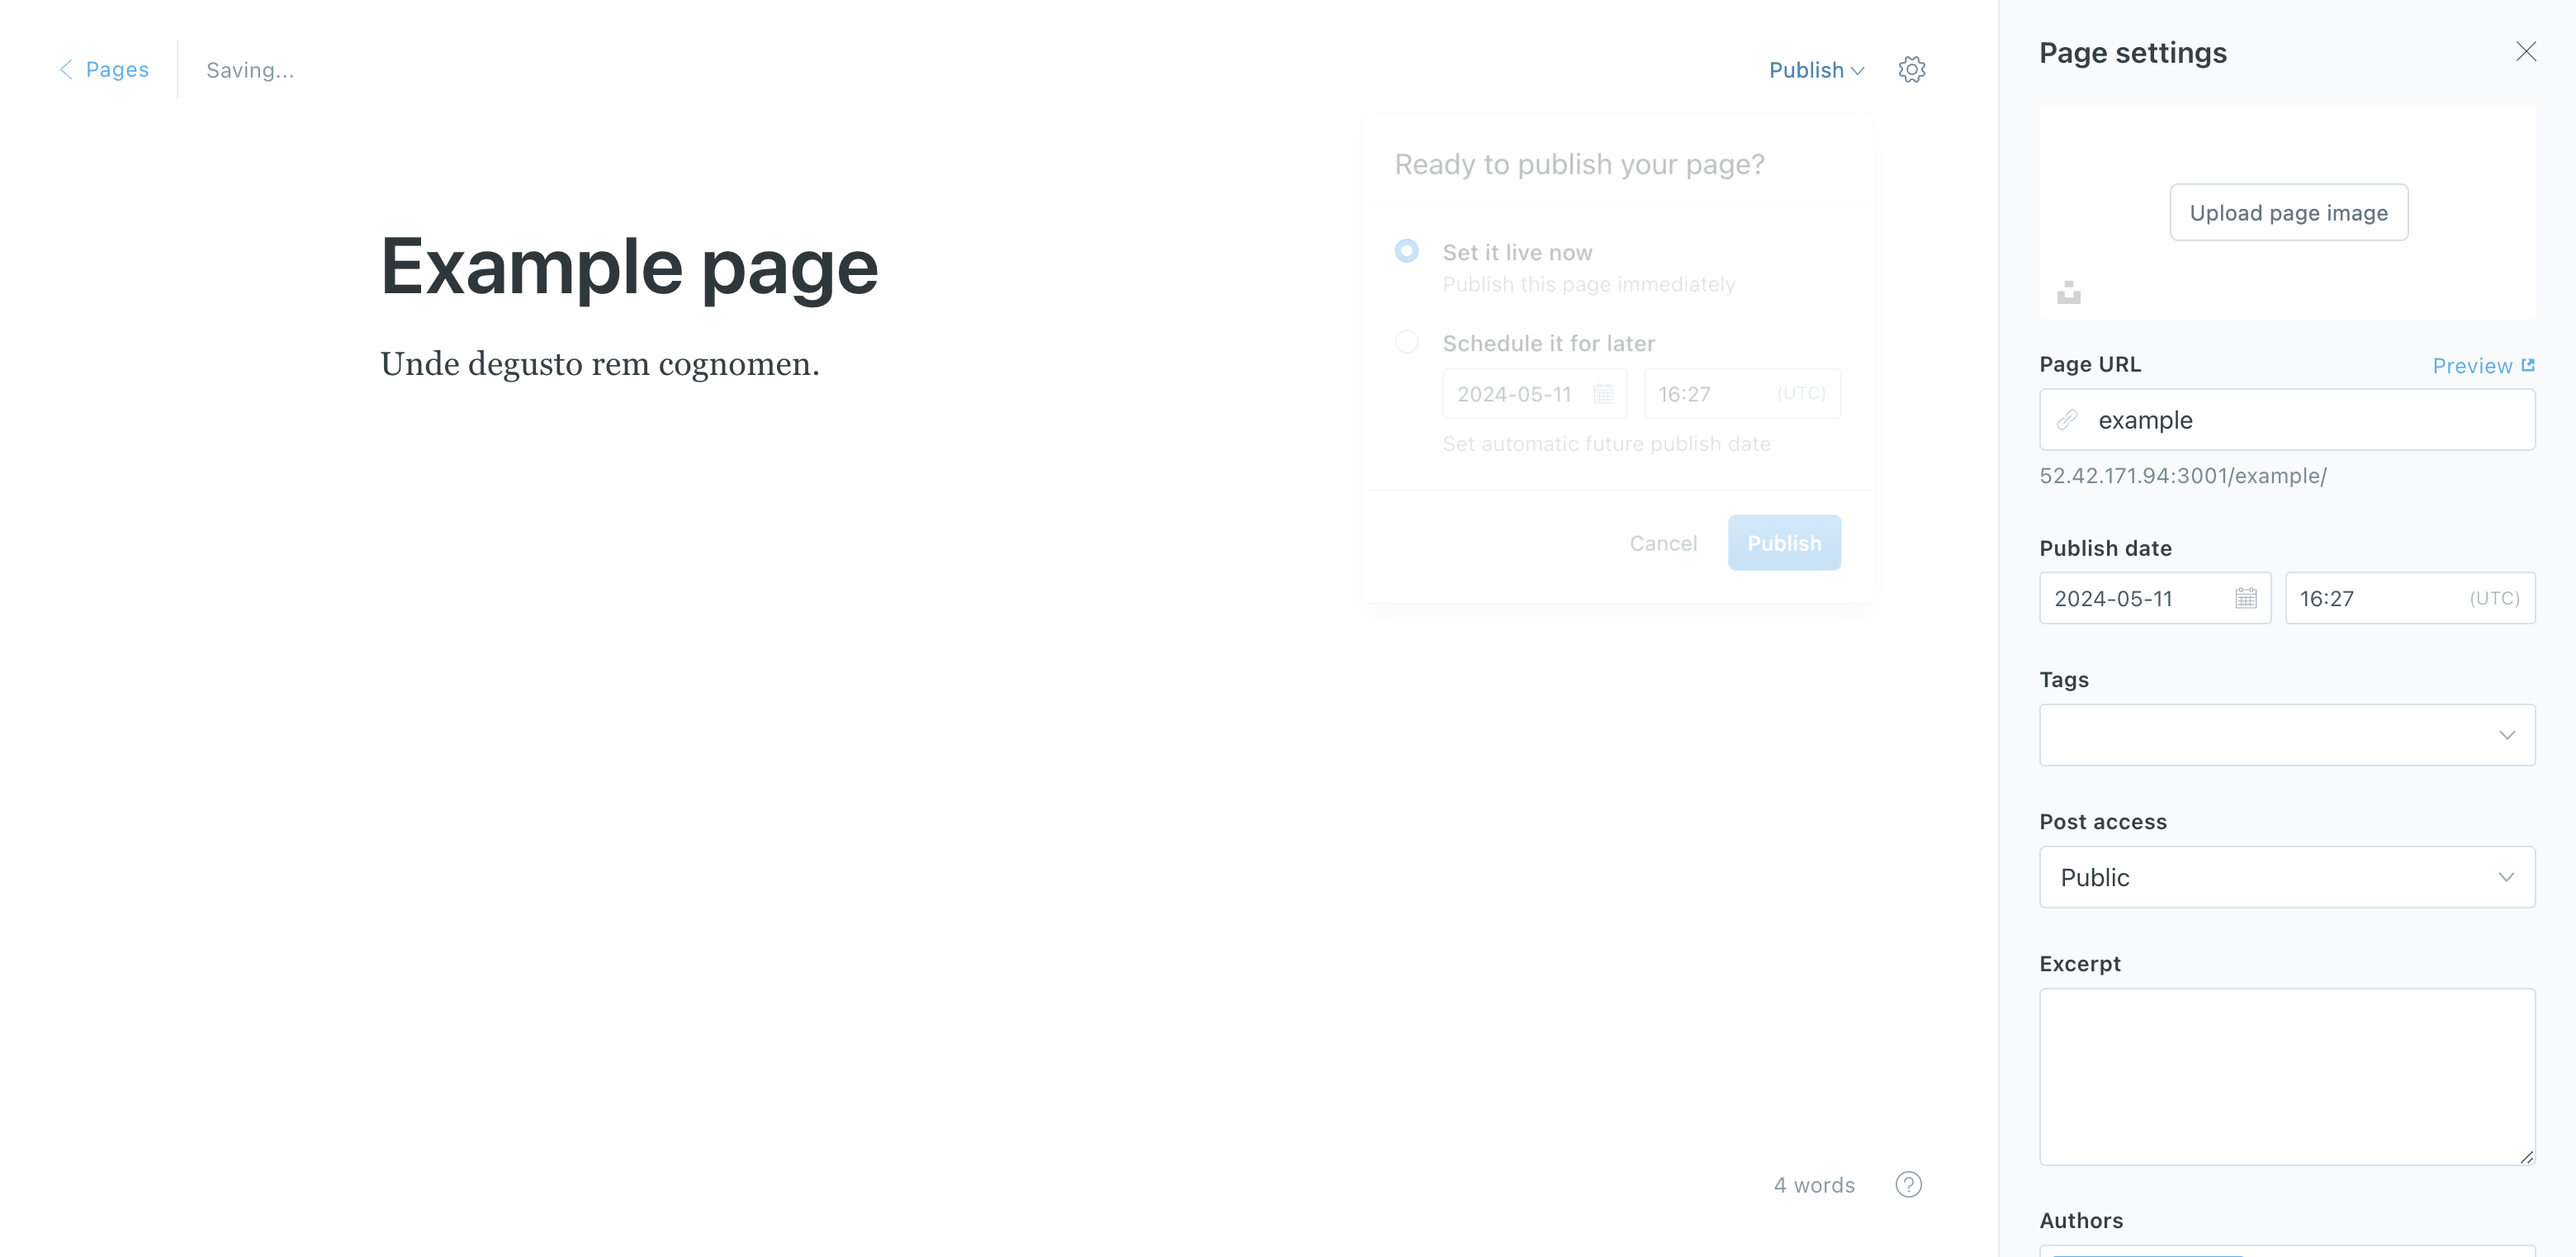 Pages
Saving...
Publish
Ready to publish your page?
Set it live now
Publish this page immediately
Schedule it for later
2024-05-11
16:27 (UTC)
Set automatic future publish date
Cancel
Publish
Example page
Unde degusto rem cognomen.
4 words
?
Page settings
Upload page image
Page URL
Preview
example
52.42.171.94:3001/example/
Publish date
2024-05-11
16:27 (UTC)
Tags
Post access
Public
Excerpt
Authors